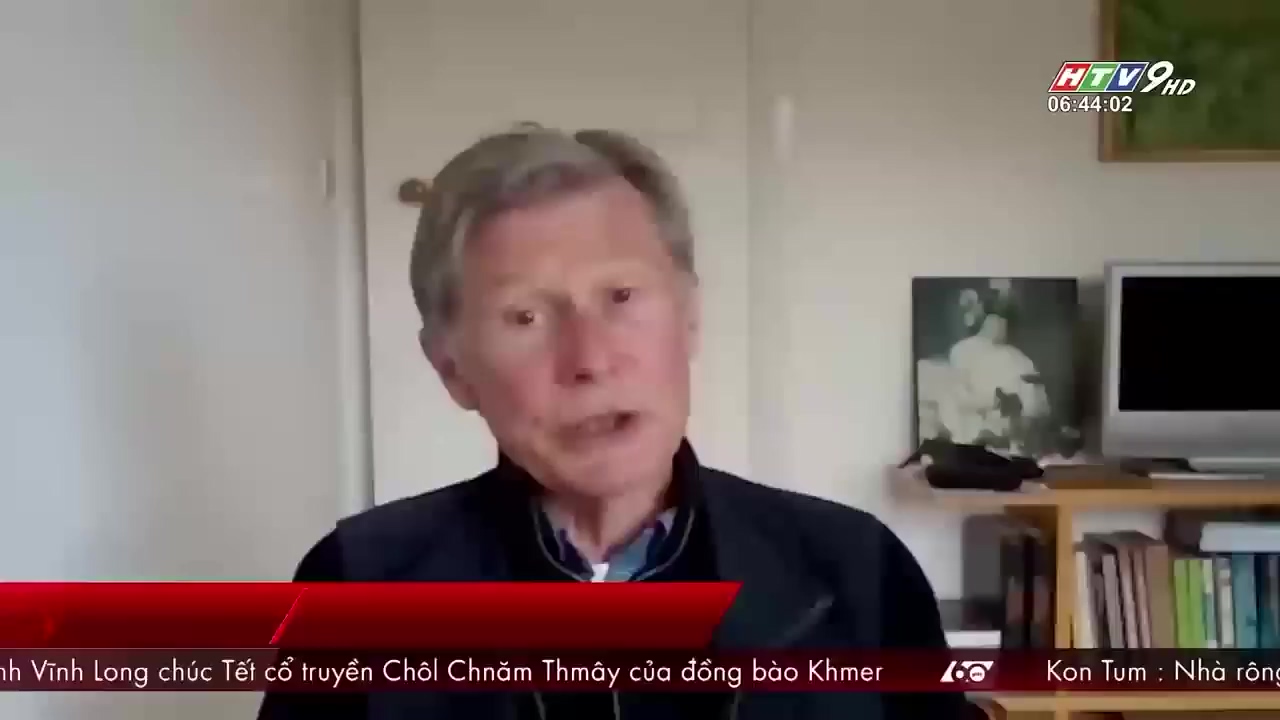 HTV9HD
06:44:02
nh Vĩnh Long chúc Tết cổ truyền Chôl Chnăm Thmây của đồng bào Khmer
60
Kon Tum : Nhà rông